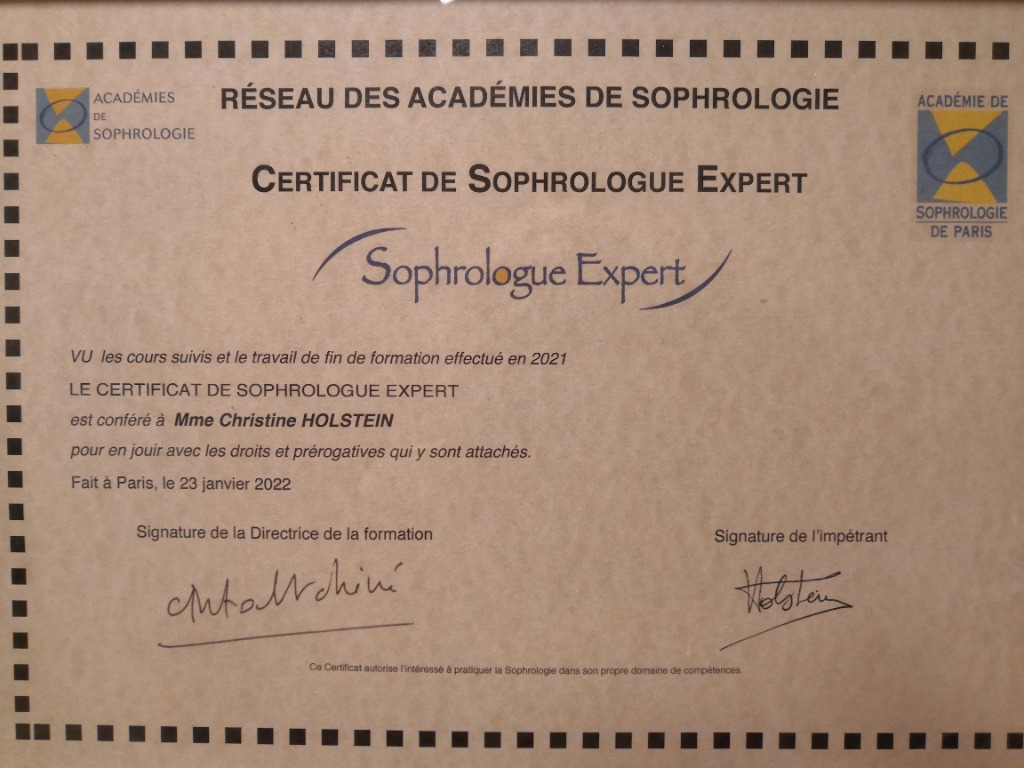 ACADÉMIES
DE
SOPHROLOGIE
RÉSEAU DES ACADÉMIES DE SOPHROLOGIE
ACADÉMIE DE
SOPHROLOGIE
DE PARIS
CERTIFICAT DE SOPHROLOGUE EXPERT
Sophrologue Expert
VU les cours suivis et le travail de fin de formation effectué en 2021
LE CERTIFICAT DE SOPHROLOGUE EXPERT
est conféré à Mme Christine HOLSTEIN
pour en jouir avec les droits et prérogatives qui y sont attachés.
Fait à Paris, le 23 janvier 2022
Signature de la Directrice de la formation
Signature de l'impétrant
Holstein
Ce Certificat autorise l'intéressé à pratiquer la Sophrologie dans son propre domaine de compétences.